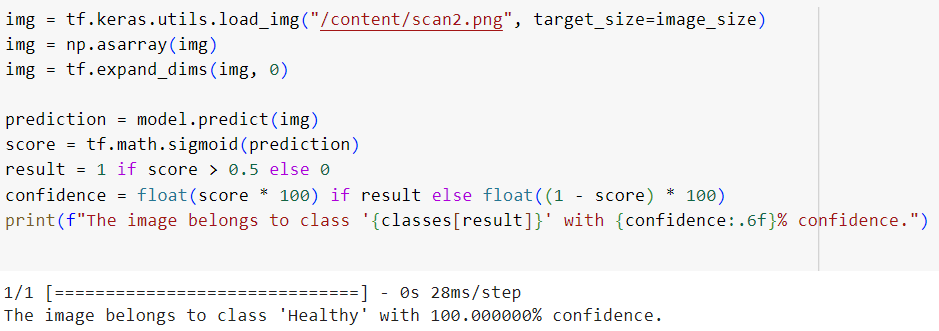 img = tf.keras.utils.load_img("/content/scan2.png", target_size=image_size)
img = np.asarray(img)
img = tf.expand_dims(img, 0)
prediction = model.predict(img)
score = tf.math.sigmoid(prediction)
result = 1 if score > 0.5 else 0
confidence = float(score * 100) if result else float((1 - score) * 100)
print(f"The image belongs to class '{classes[result]}' with {confidence:.6f}% confidence.")
1/1 [==============================] - 0s 28ms/step
The image belongs to class 'Healthy' with 100.000000% confidence.